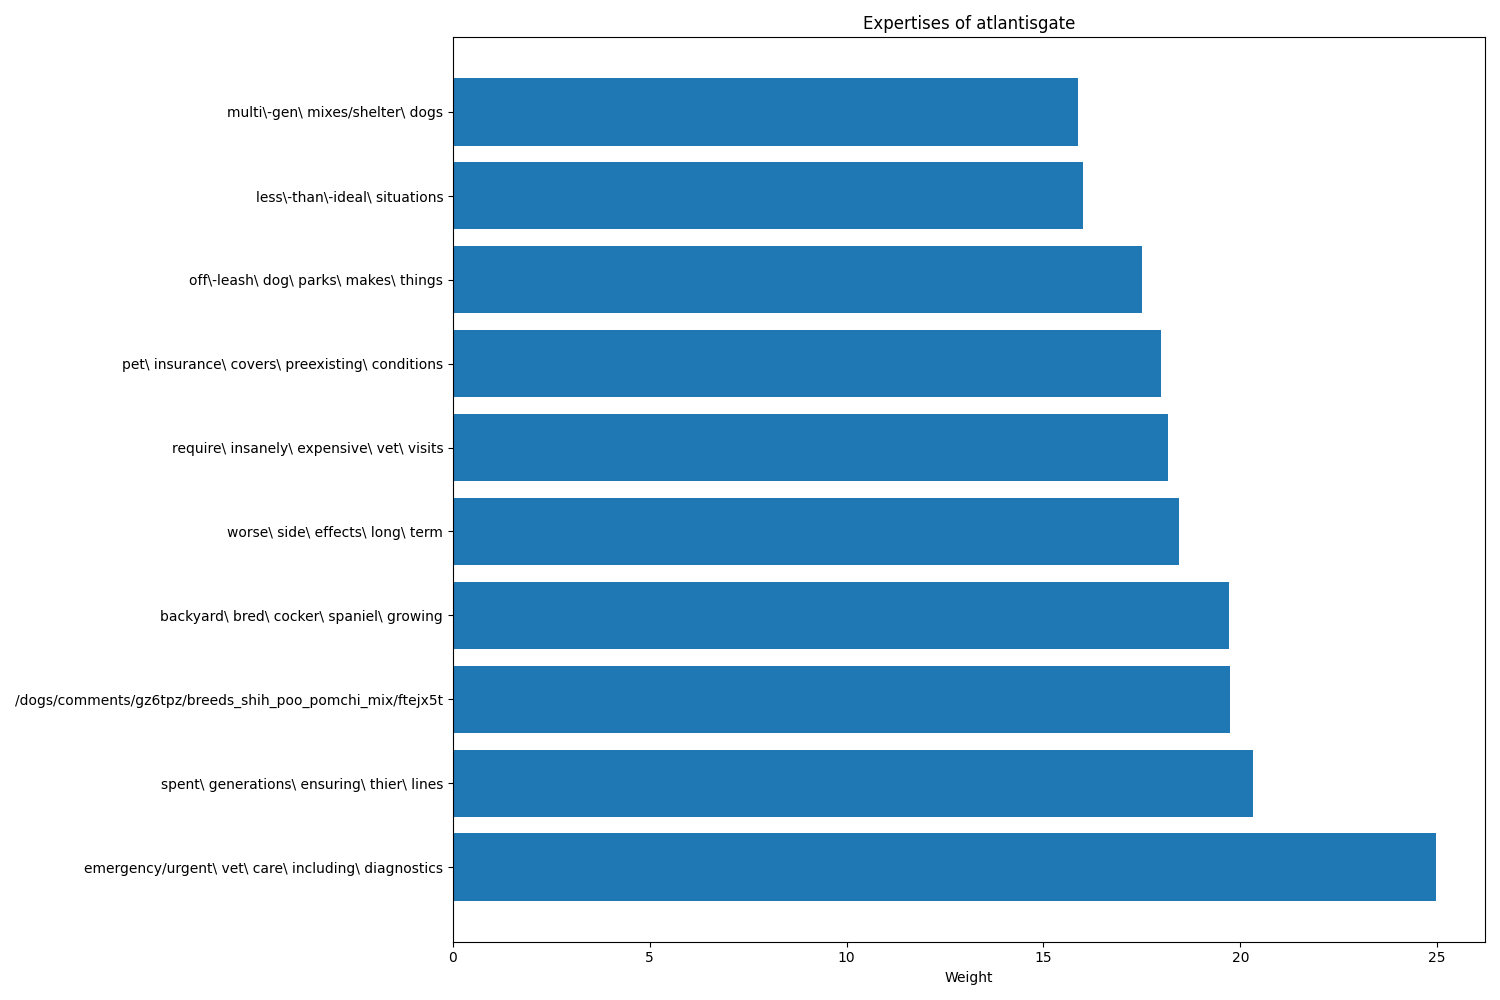 Expertises of atlantisgate
multi\-gen\ mixes/shelter\ dogs
less\-than\-ideal\ situations
off\-leash\ dog\ parks\ makes\ things
pet\ insurance\ covers\ preexisting\ conditions
require\ insanely\ expensive\ vet\ visits
worse\ side\ effects\ long\ term
backyard\ bred\ cocker\ spaniel\ growing
/dogs/comments/gz6tpz/breeds_shih_poo_pomchi_mix/ftejx5t
spent\ generations\ ensuring\ thier\ lines
emergency/urgent\ vet\ care\ including\ diagnostics
0 5 10 15 20 25
Weight